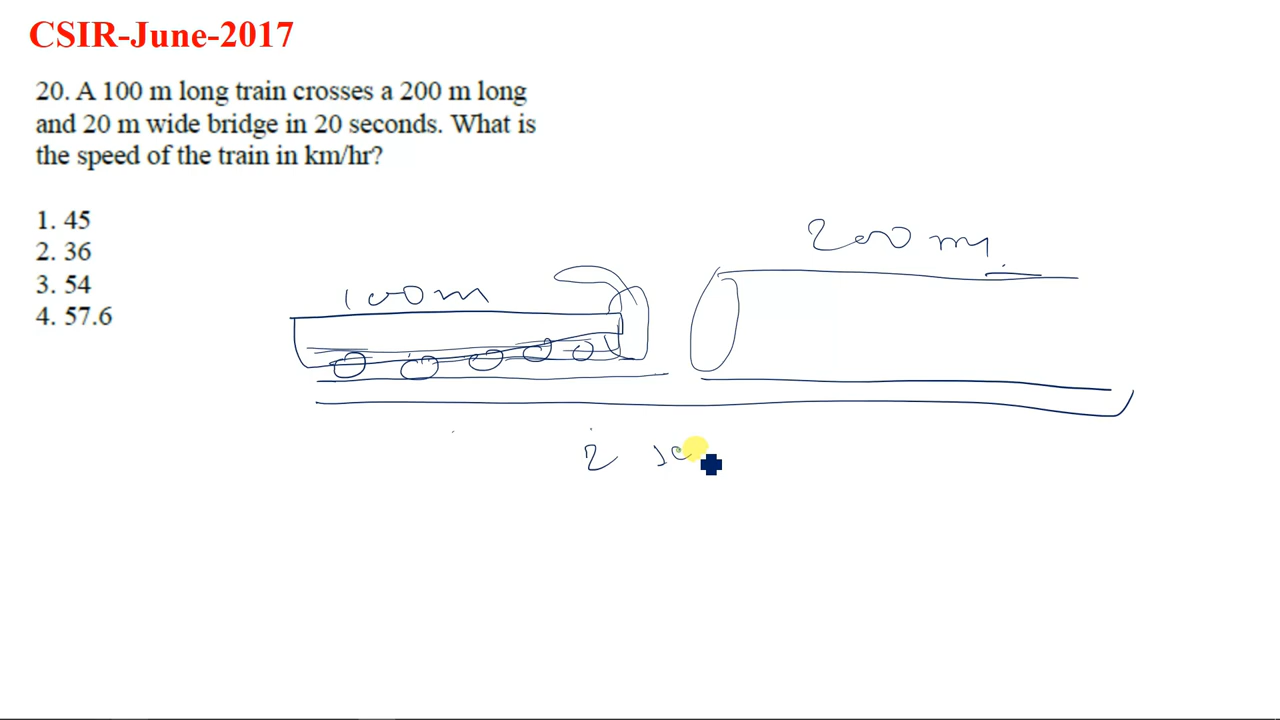 CSIR-June-2017
20. A 100 m long train crosses a 200 m long
and 20 m wide bridge in 20 seconds. What is
the speed of the train in km/hr?
1. 45
2. 36
3. 54
4. 57.6
200 m
100m
2